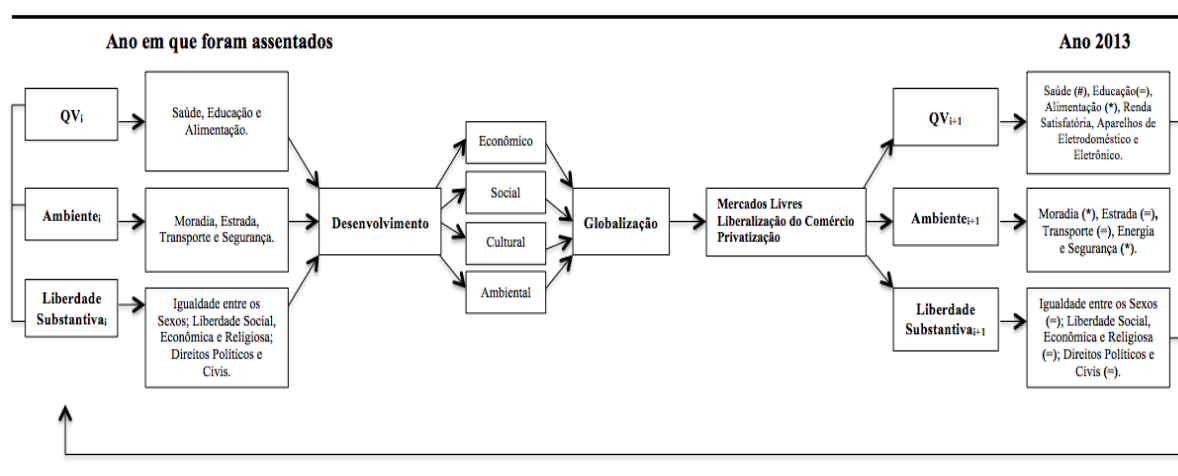 Ano em que foram assentados
Ano 2013
QVi
Saúde, Educação e
Alimentação.
Ambientei
Moradia, Estrada,
Transporte e Segurança.
Liberdade
Substantivai
Igualdade entre os
Sexos; Liberdade Social,
Econômica e Religiosa;
Direitos Políticos e
Civis.
Desenvolvimento
Econômico
Social
Cultural
Ambiental
Globalização
Mercados Livres
Liberalização do Comércio
Privatização
QVi+1
Saúde (#), Educação(=),
Alimentação (*), Renda
Satisfatória, Aparelhos de
Eletrodoméstico e
Eletrônico.
Ambientei+1
Moradia (*), Estrada (=),
Transporte (=), Energia
e Segurança (*).
Liberdade
Substantivai+1
Igualdade entre os Sexos
(=); Liberdade Social,
Econômica e Religiosa
(=); Direitos Políticos e
Civis (=).